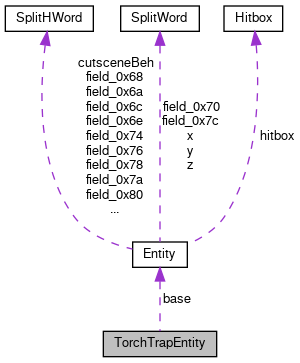 SplitHWord
SplitWord
Hitbox
cutsceneBeh
field_0x68
field_0x6a
field_0x6c
field_0x6e
field_0x74
field_0x76
field_0x78
field_0x7a
field_0x80
...
field_0x70
field_0x7c
x
y
z
hitbox
Entity
base
TorchTrapEntity